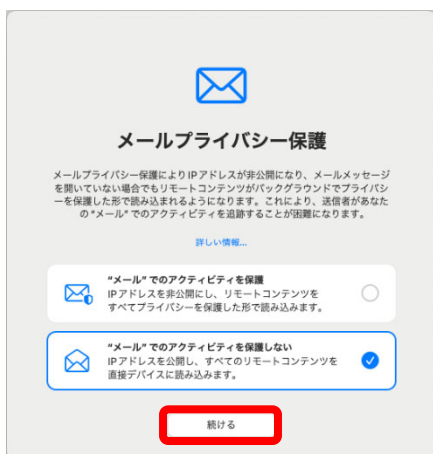 メールプライバシー保護
メールプライバシー保護によりIPアドレスが非公開になり、メールメッセージ
を開いていない場合でもリモートコンテンツがバックグラウンドでプライバシ
ーを保護した形で読み込まれるようになります。これにより、送信者があなた
の"メール"でのアクティビティを追跡することが困難になります。
詳しい情報...
"メール"でのアクティビティを保護
IPアドレスを非公開にし、リモートコンテンツを
すべてプライバシーを保護した形で読み込みます。
"メール"でのアクティビティを保護しない
IPアドレスを公開し、すべてのリモートコンテンツを
直接デバイスに読み込みます。
続ける